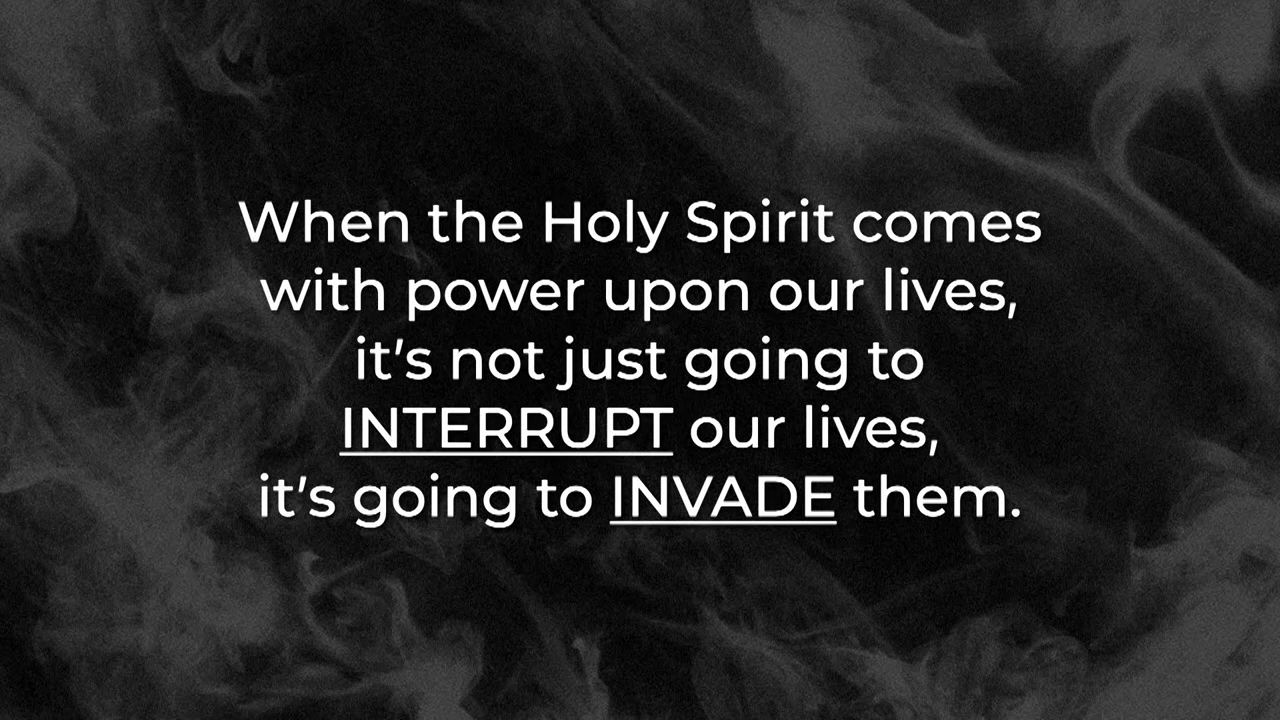 When the Holy Spirit comes
with power upon our lives,
it's not just going to
INTERRUPT our lives,
it's going to INVADE them.